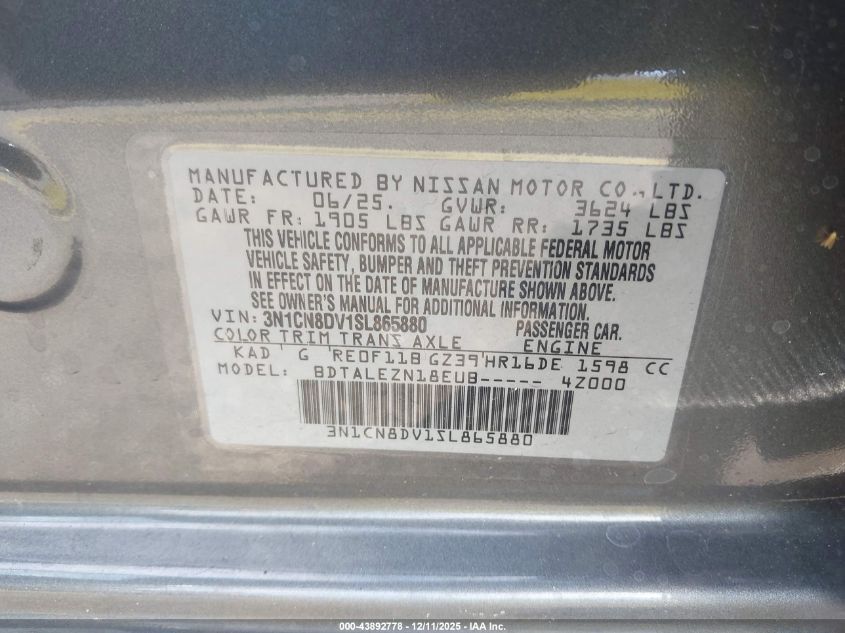 MANUFACTURED BY NISSAN MOTOR CO., LTD.
DATE: 06/25. GVWR: 3624 LBS
GAWR FR: 1905 LBS GAWR RR: 1735 LBS
THIS VEHICLE CONFORMS TO ALL APPLICABLE FEDERAL MOTOR
VEHICLE SAFETY, BUMPER AND THEFT PREVENTION STANDARDS
IN EFFECT ON THE DATE OF MANUFACTURE SHOWN ABOVE.
SEE OWNER'S MANUAL FOR ADDITIONAL INFORMATION.
VIN: 3N1CN8DV1SL865880 PASSENGER CAR.
COLOR TRIM TRANS AXLE ENGINE
KAD G RE0F11B GZ39 HR16DE 1598 CC
MODEL: BDTALEZN18EUB----- 4Z000
3N1CN8DV1SL865880
000-43892778 - 12/11/2025 - IAA Inc.